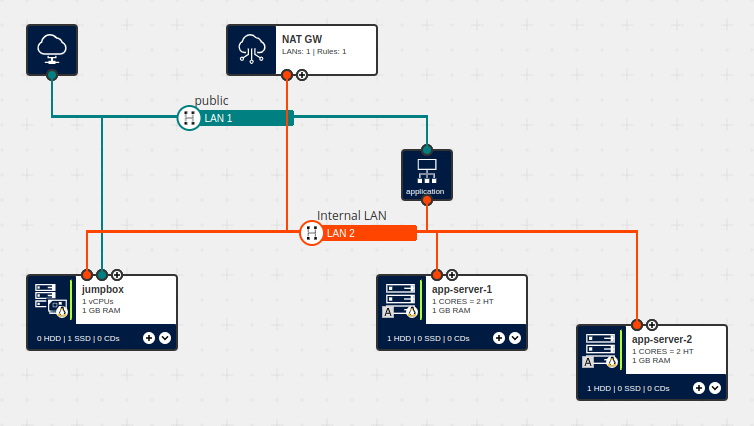 NAT GW
LANs: 1 | Rules: 1
public
LAN 1
application
Internal LAN
LAN 2
jumpbox
1 vCPUs
1 GB RAM
0 HDD | 1 SSD | 0 CDs
app-server-1
1 CORES = 2 HT
1 GB RAM
A
1 HDD | 0 SSD | 0 CDs
app-server-2
1 CORES = 2 HT
1 GB RAM
A
1 HDD | 0 SSD | 0 CDs